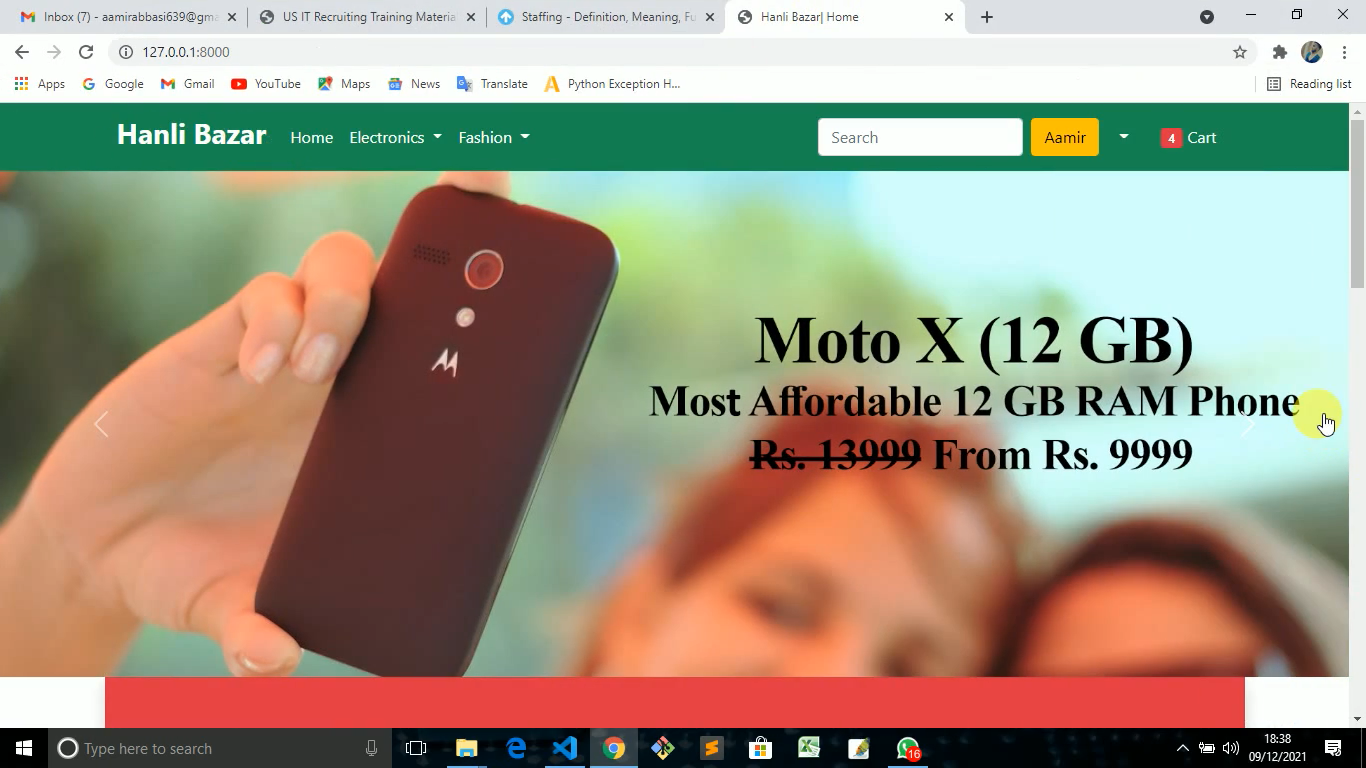 Inbox (7) - aamirabbasi639@gma
US IT Recruiting Training Materia
Staffing - Definition, Meaning, Fu
Hanli Bazar| Home
127.0.0.1:8000
Apps
Google
Gmail
YouTube
Maps
News
Translate
Python Exception H...
Reading list
Hanli Bazar
Home
Electronics
Fashion
Search
Aamir
4 Cart
Moto X (12 GB)
Most Affordable 12 GB RAM Phone
Rs. 13999 From Rs. 9999
Type here to search
16
18:38
09/12/2021